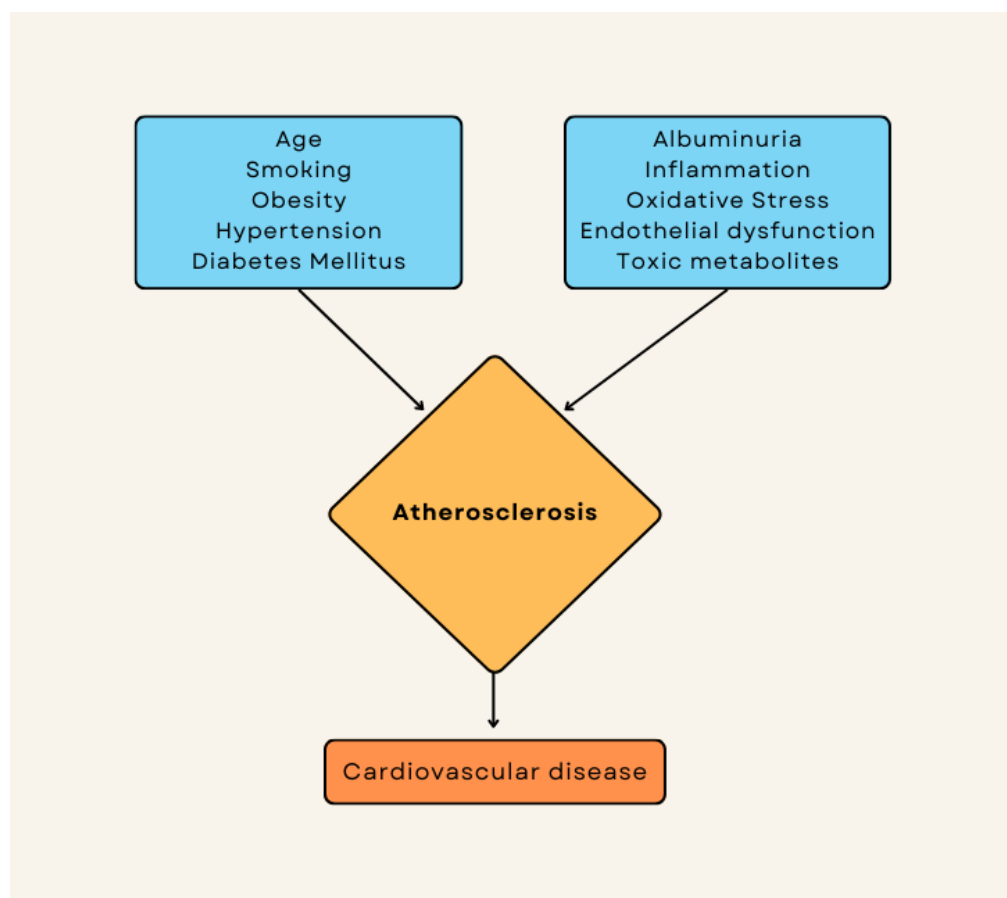 Age
Smoking
Obesity
Hypertension
Diabetes Mellitus
Albuminuria
Inflammation
Oxidative Stress
Endothelial dysfunction
Toxic metabolites
Atherosclerosis
Cardiovascular disease